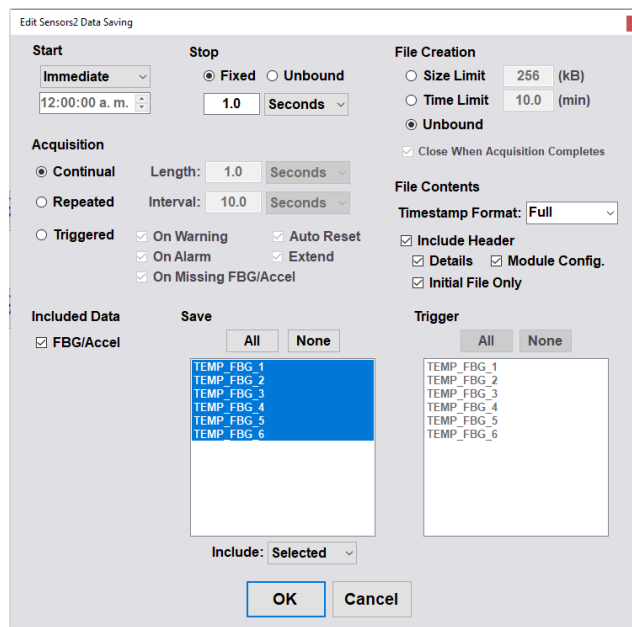 Edit Sensors2 Data Saving
Start
Immediate
12:00:00 a. m.
Stop
Fixed Unbound
1.0 Seconds
File Creation
Size Limit 256 (kB)
Time Limit 10.0 (min)
Unbound
Close When Acquisition Completes
Acquisition
Continual Length: 1.0 Seconds
Repeated Interval: 10.0 Seconds
Triggered On Warning Auto Reset
On Alarm Extend
On Missing FBG/Accel
File Contents
Timestamp Format: Full
Include Header
Details Module Config.
Initial File Only
Included Data
FBG/Accel
Save
All None
TEMP_FBG_1
TEMP_FBG_2
TEMP_FBG_3
TEMP_FBG_4
TEMP_FBG_5
TEMP_FBG_6
Include: Selected
Trigger
All None
TEMP_FBG_1
TEMP_FBG_2
TEMP_FBG_3
TEMP_FBG_4
TEMP_FBG_5
TEMP_FBG_6
OK Cancel